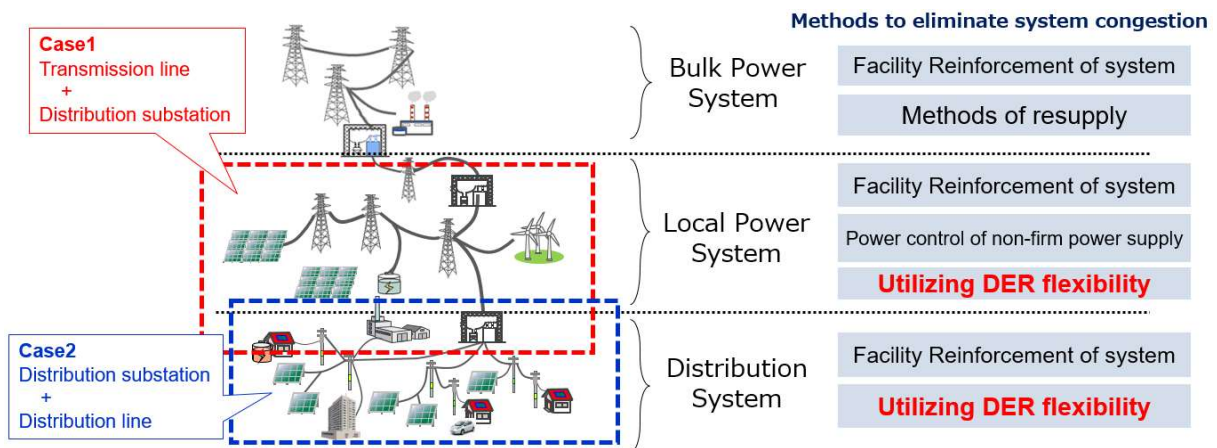 Methods to eliminate system congestion
Case1
Transmission line
+
Distribution substation
Bulk Power
System
Facility Reinforcement of system
Methods of resupply
Local Power
System
Facility Reinforcement of system
Power control of non-firm power supply
Utilizing DER flexibility
Case2
Distribution substation
+
Distribution line
Distribution
System
Facility Reinforcement of system
Utilizing DER flexibility